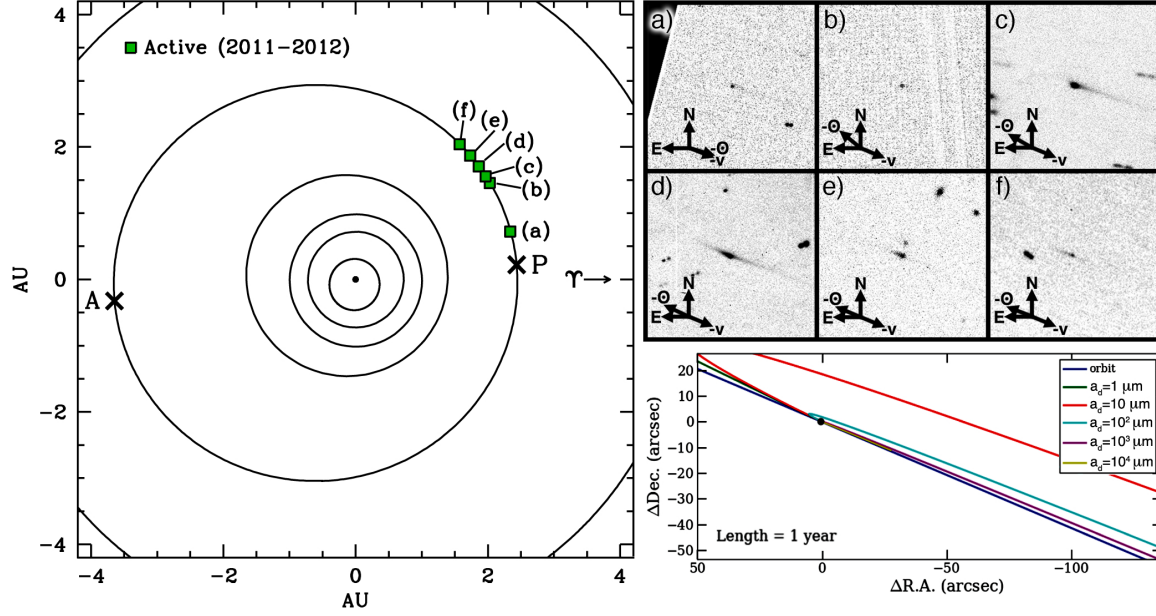 4
2
0
−2
−4
AU
−4
−2
0
2
4
AU
Active (2011−2012)
(f)
(e)
(d)
(c)
(b)
(a)
P
A
♈→
a)
N
E
-⊙
-v
b)
N
-⊙
E
-v
c)
N
-⊙
E
-v
d)
N
-⊙
E
-v
e)
N
-⊙
E
-v
f)
N
-⊙
E
-v
20
10
0
−10
−20
−30
−40
−50
ΔDec. (arcsec)
50
0
−50
−100
ΔR.A. (arcsec)
Length = 1 year
orbit
a_d=1 μm
a_d=10 μm
a_d=10² μm
a_d=10³ μm
a_d=10⁴ μm